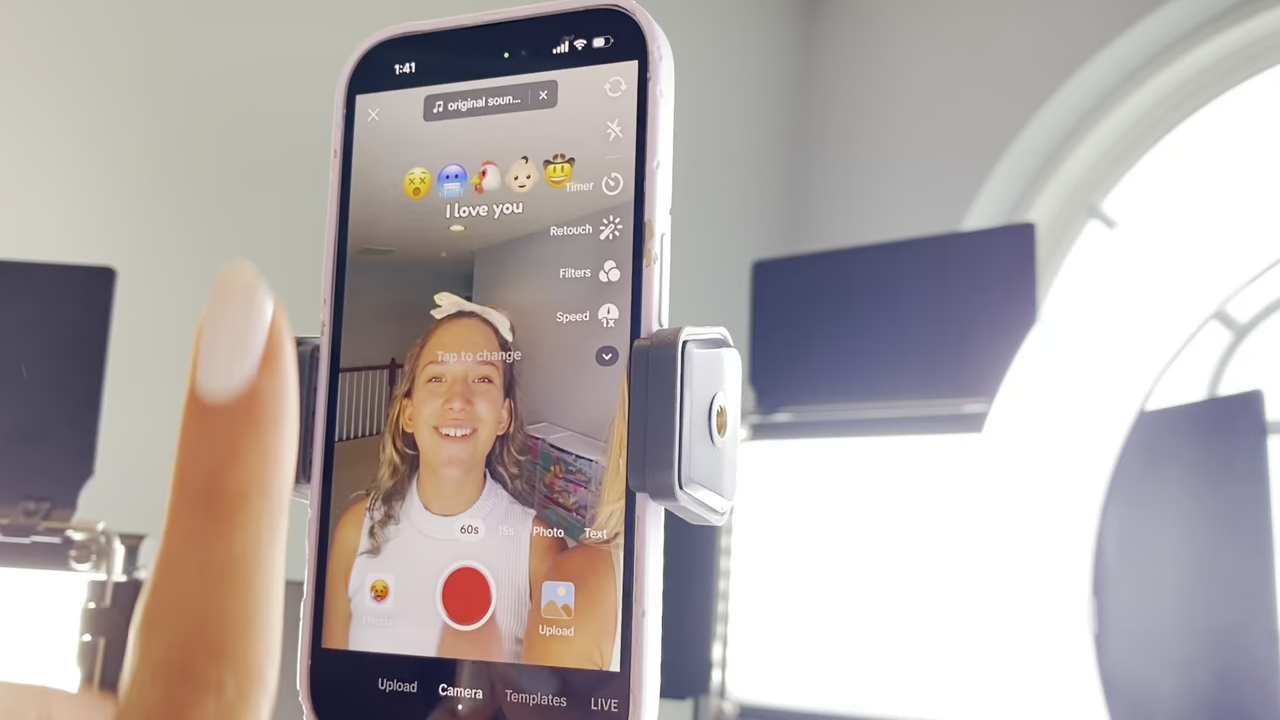 1:41
original soun...
I love you
Timer
Retouch
Filters
Speed
1x
Tap to change
60s 15s Photo Text
Effects
Upload
Upload Camera Templates LIVE